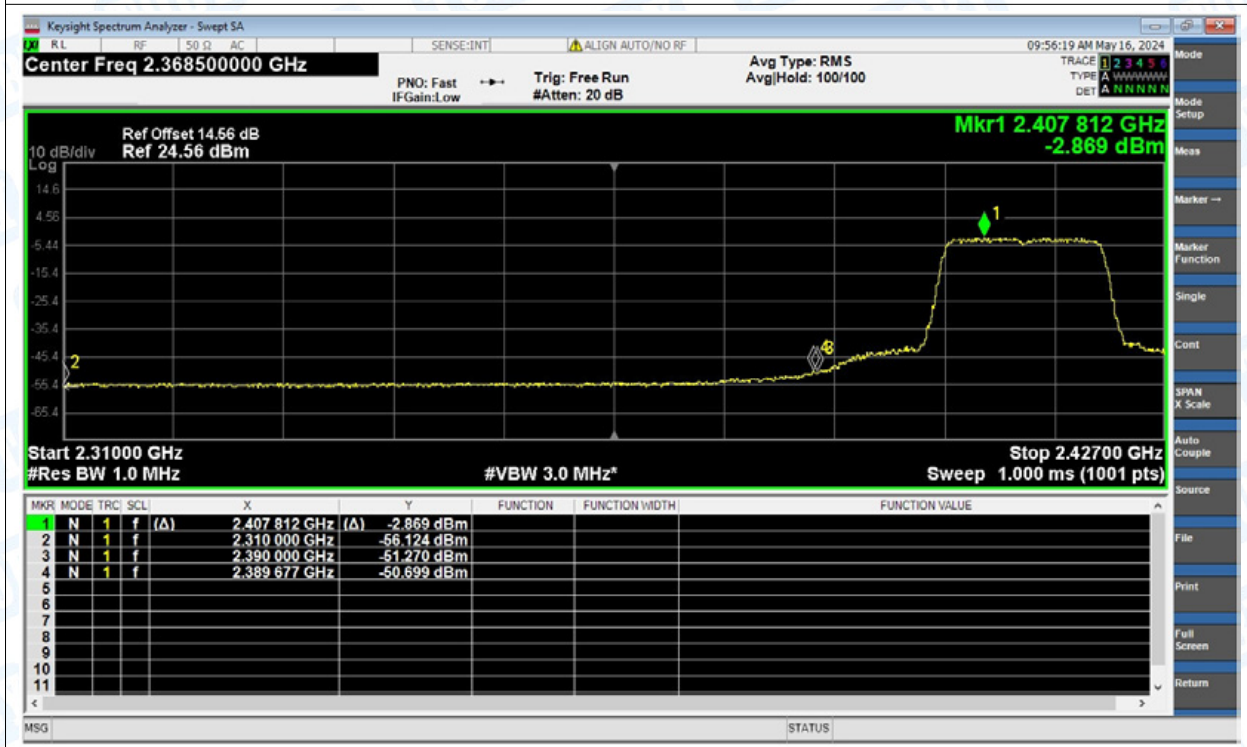 Keysight Spectrum Analyzer - Swept SA
RL RF 50 Ω AC SENSE:INT ALIGN AUTO/NO RF 09:56:19 AM May 16, 2024
Center Freq 2.368500000 GHz
PNO: Fast
IFGain:Low
Trig: Free Run
#Atten: 20 dB
Avg Type: RMS
Avg|Hold: 100/100
TRACE 1 2 3 4 5 6
TYPE A WWWWW
DET A N N N N N
Ref Offset 14.56 dB
10 dB/div Ref 24.56 dBm
Log
Mkr1 2.407 812 GHz
-2.869 dBm
14.6
4.56
-5.44
-15.4
-25.4
-35.4
-45.4
-55.4
-65.4
1
2
4
3
Start 2.31000 GHz
Stop 2.42700 GHz
#Res BW 1.0 MHz
#VBW 3.0 MHz*
Sweep 1.000 ms (1001 pts)
MKR MODE TRC SCL X Y FUNCTION FUNCTION WIDTH FUNCTION VALUE
1 N 1 f (Δ) 2.407 812 GHz (Δ) -2.869 dBm
2 N 1 f 2.310 000 GHz -56.124 dBm
3 N 1 f 2.390 000 GHz -51.270 dBm
4 N 1 f 2.389 677 GHz -50.699 dBm
5
6
7
8
9
10
11
MSG STATUS
Mode
Mode
Setup
Meas
Marker →
Marker
Function
Single
Cont
SPAN
X Scale
Auto
Couple
Source
File
Print
Full
Screen
Return